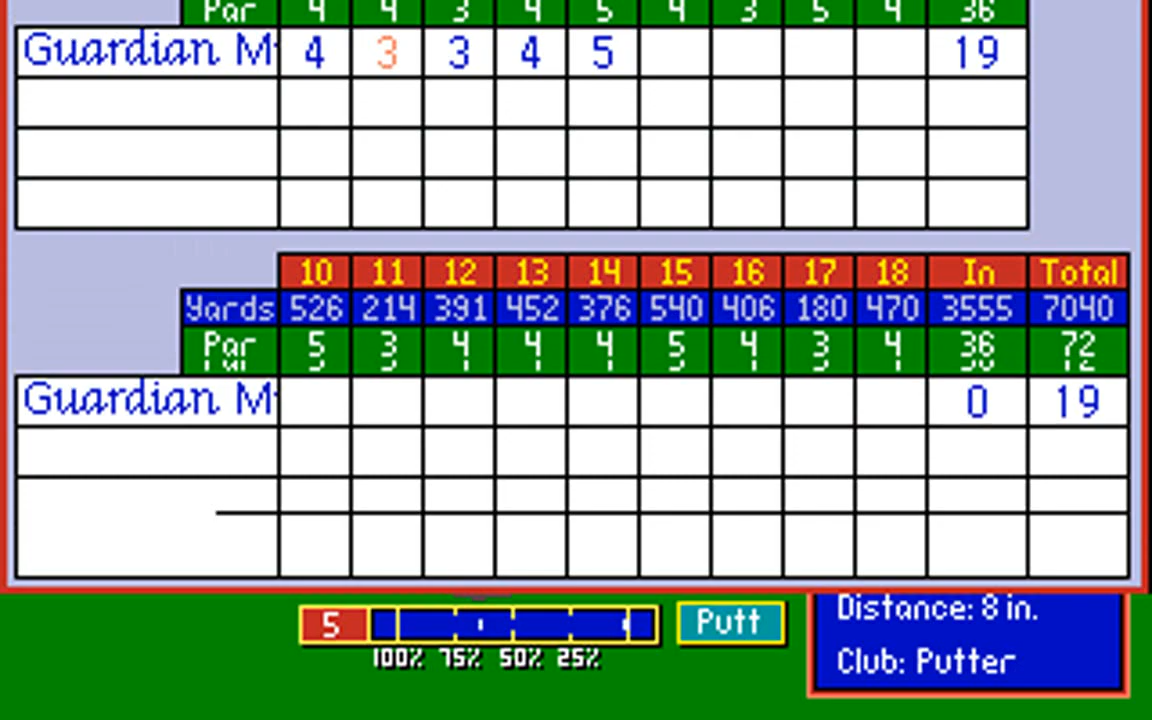 Par 4 4 3 4 5 4 3 5 4 36
Guardian M 4 3 3 4 5 19
10 11 12 13 14 15 16 17 18 In Total
Yards 526 214 391 452 376 540 406 180 470 3555 7040
Par 5 3 4 4 4 5 4 3 4 36 72
Guardian M 0 19
5 Putt
100% 75% 50% 25%
Distance: 8 in.
Club: Putter